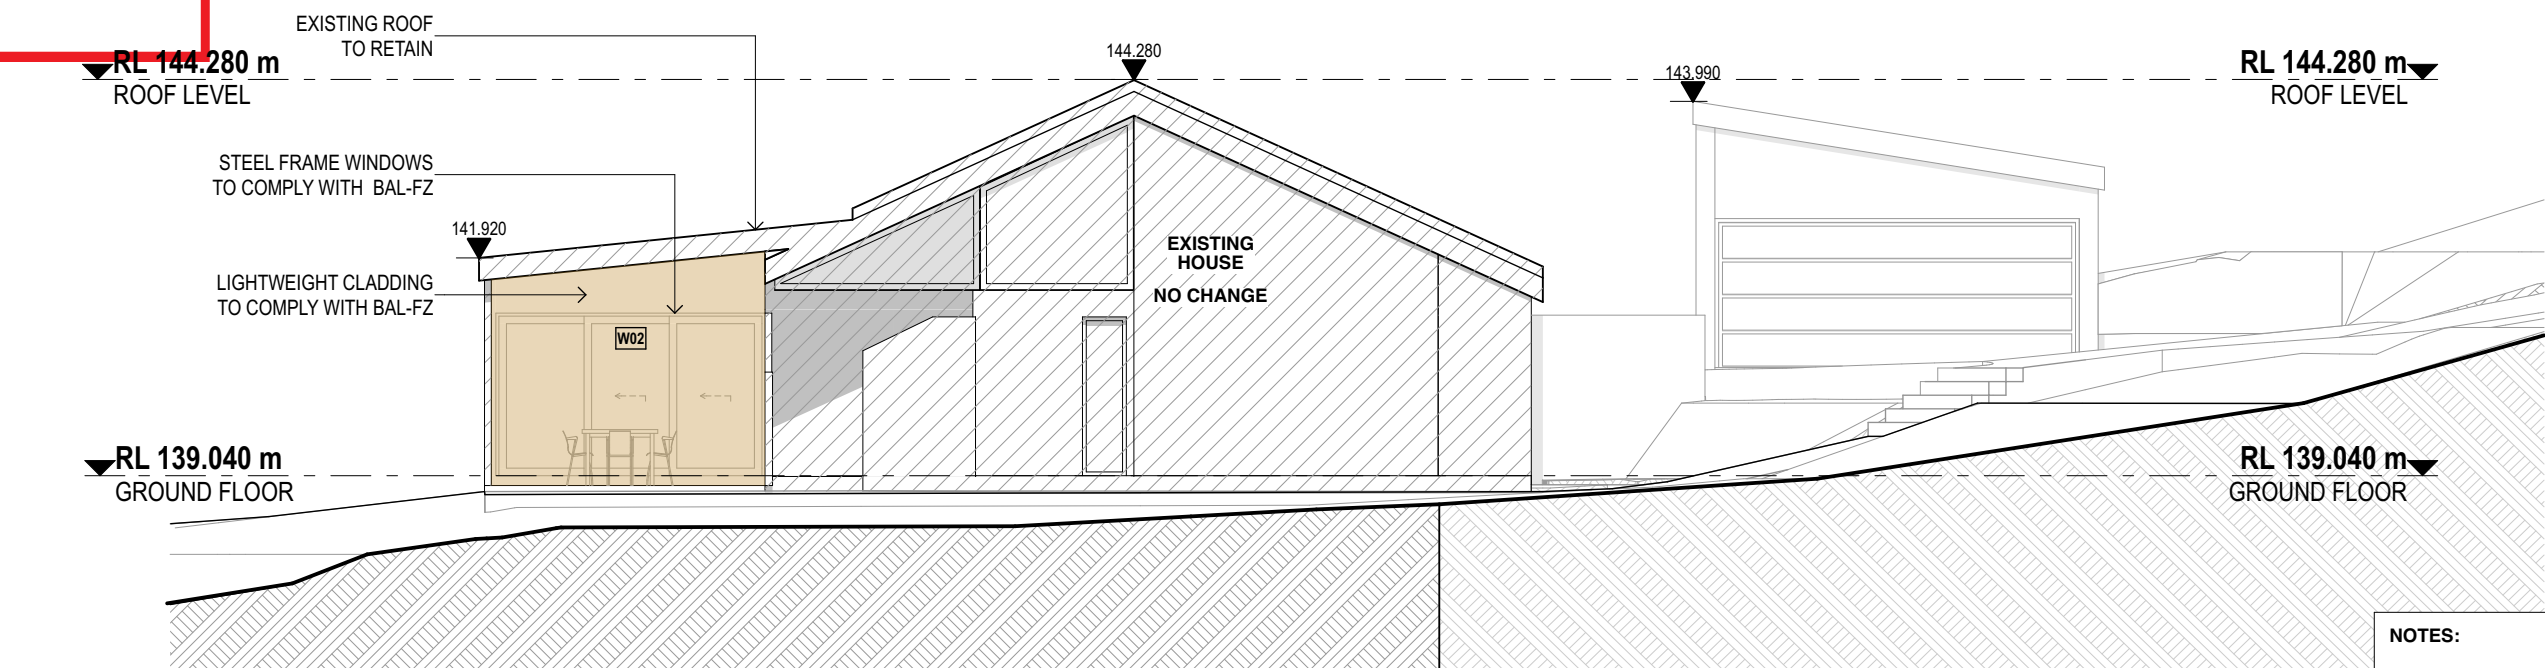 EXISTING ROOF
TO RETAIN
RL 144.280 m
ROOF LEVEL
144.280
143.990
RL 144.280 m
ROOF LEVEL
STEEL FRAME WINDOWS
TO COMPLY WITH BAL-FZ
141.920
LIGHTWEIGHT CLADDING
TO COMPLY WITH BAL-FZ
W02
EXISTING
HOUSE
NO CHANGE
RL 139.040 m
GROUND FLOOR
RL 139.040 m
GROUND FLOOR
NOTES: